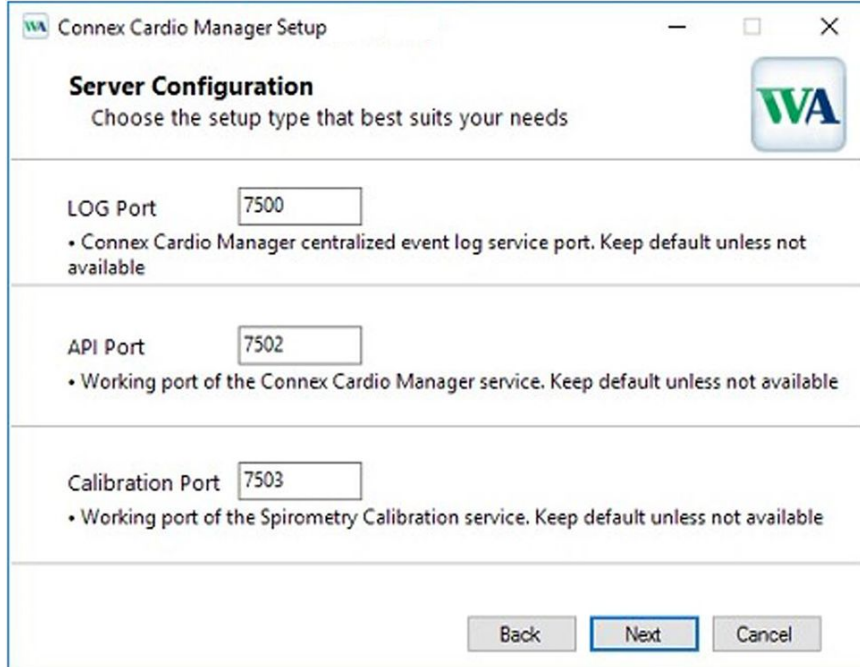 WA Connex Cardio Manager Setup
Server Configuration
Choose the setup type that best suits your needs
WA
LOG Port 7500
• Connex Cardio Manager centralized event log service port. Keep default unless not
available
API Port 7502
• Working port of the Connex Cardio Manager service. Keep default unless not available
Calibration Port 7503
• Working port of the Spirometry Calibration service. Keep default unless not available
Back Next Cancel